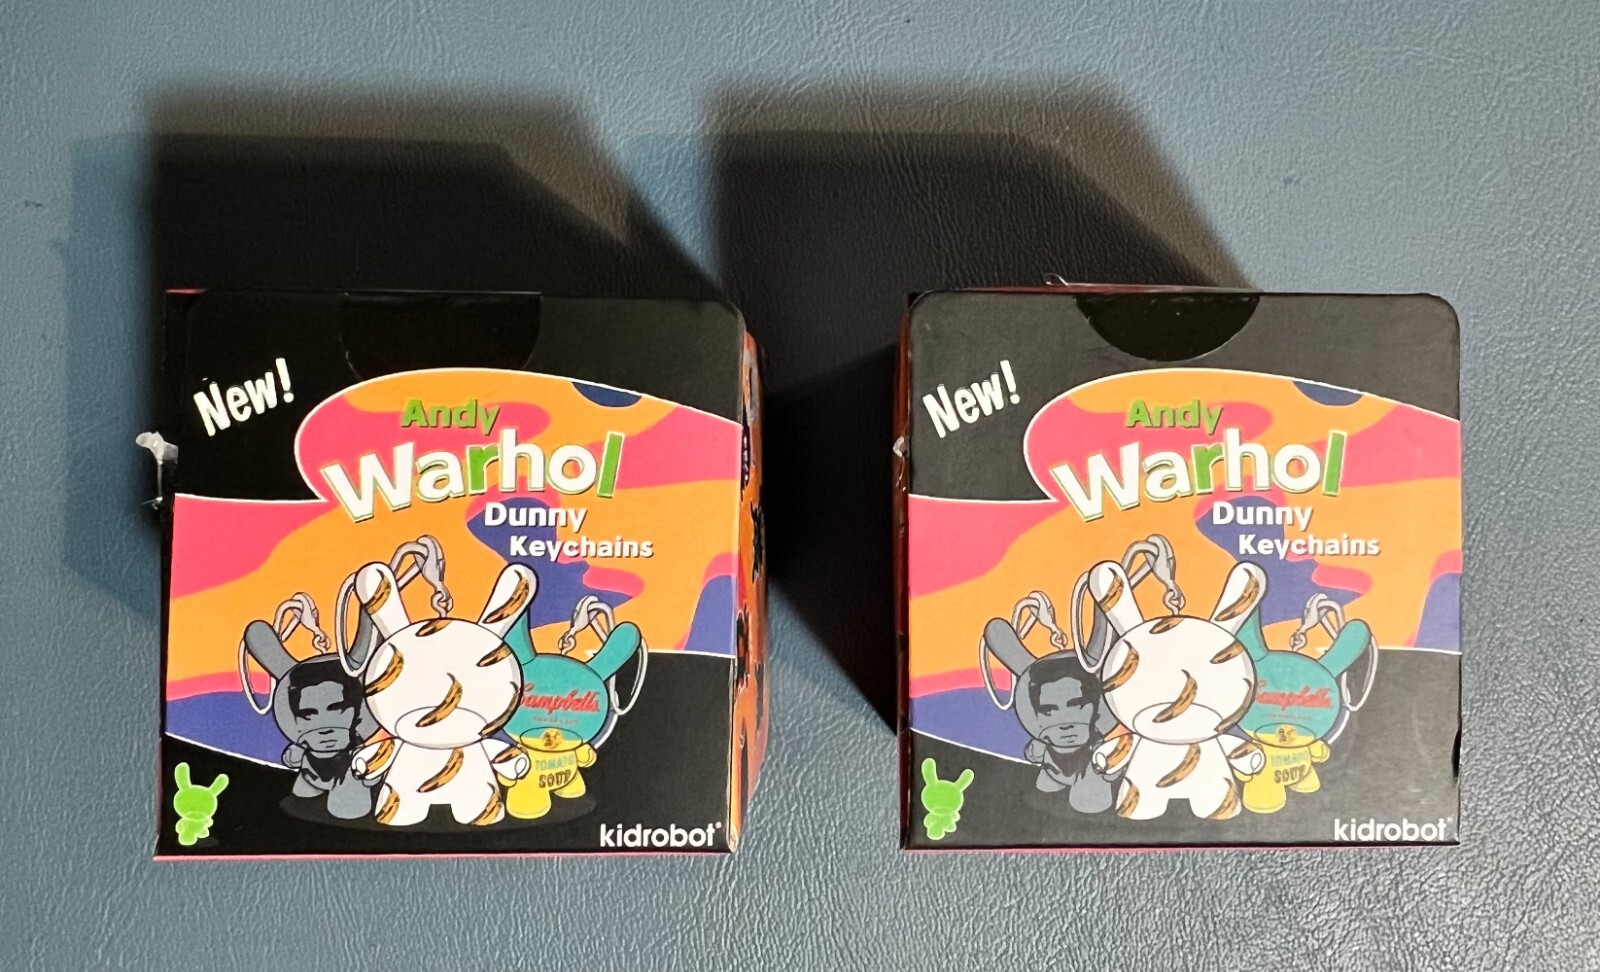 New!
Andy
Warhol
Dunny
Keychains
Campbell's
TOMATO
SOUP
kidrobot®
New!
Andy
Warhol
Dunny
Keychains
Campbell's
TOMATO
SOUP
kidrobot®